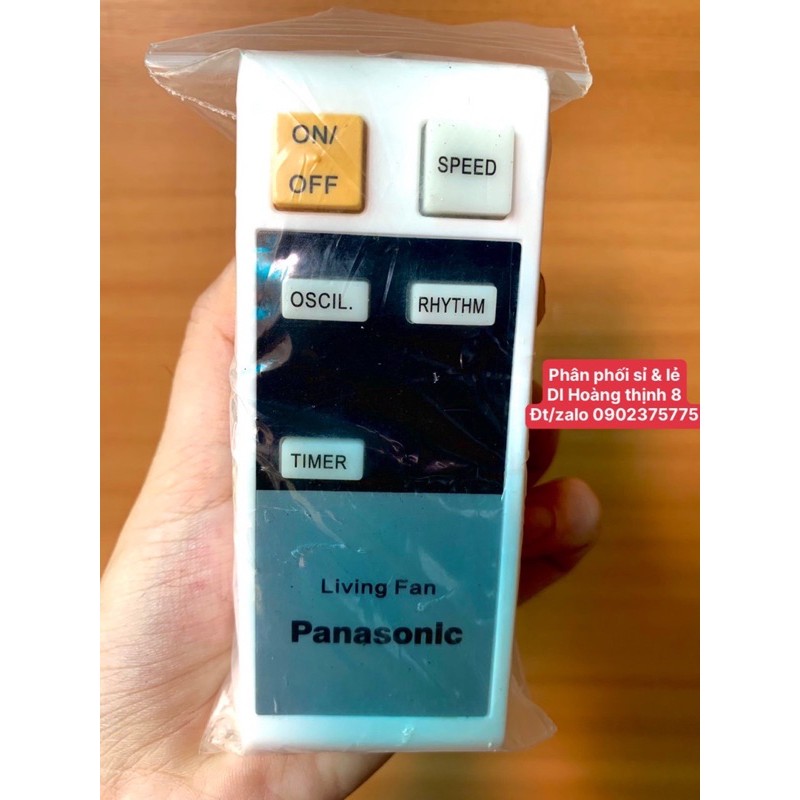 ON/
OFF
SPEED
OSCIL.
RHYTHM
Phân phối sỉ & lẻ
Dl Hoàng thịnh 8
Đt/zalo 0902375775
TIMER
Living Fan
Panasonic